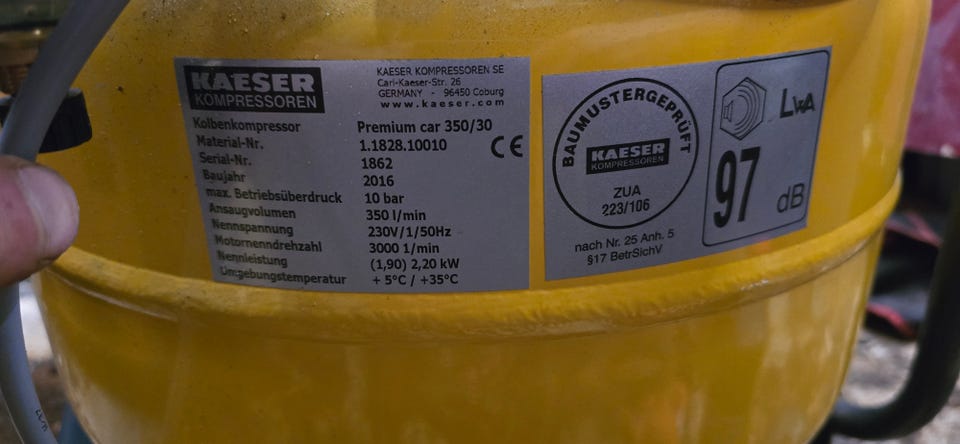 KAESER
KOMPRESSOREN
KAESER KOMPRESSOREN SE
Carl-Kaeser-Str. 26
GERMANY - 96450 Coburg
www.kaeser.com
Kolbenkompressor Premium car 350/30
Material-Nr. 1.1828.10010
CE
Serial-Nr. 1862
Baujahr 2016
max. Betriebsüberdruck 10 bar
Ansaugvolumen 350 l/min
Nennspannung 230V/1/50Hz
Motornenndrehzahl 3000 1/min
Nennleistung (1,90) 2,20 kW
Umgebungstemperatur + 5°C / +35°C
BAUMUSTERGEPRÜFT
KAESER
KOMPRESSOREN
ZUA
223/106
nach Nr. 25 Anh. 5
§17 BetrSichV
LWA
97 dB